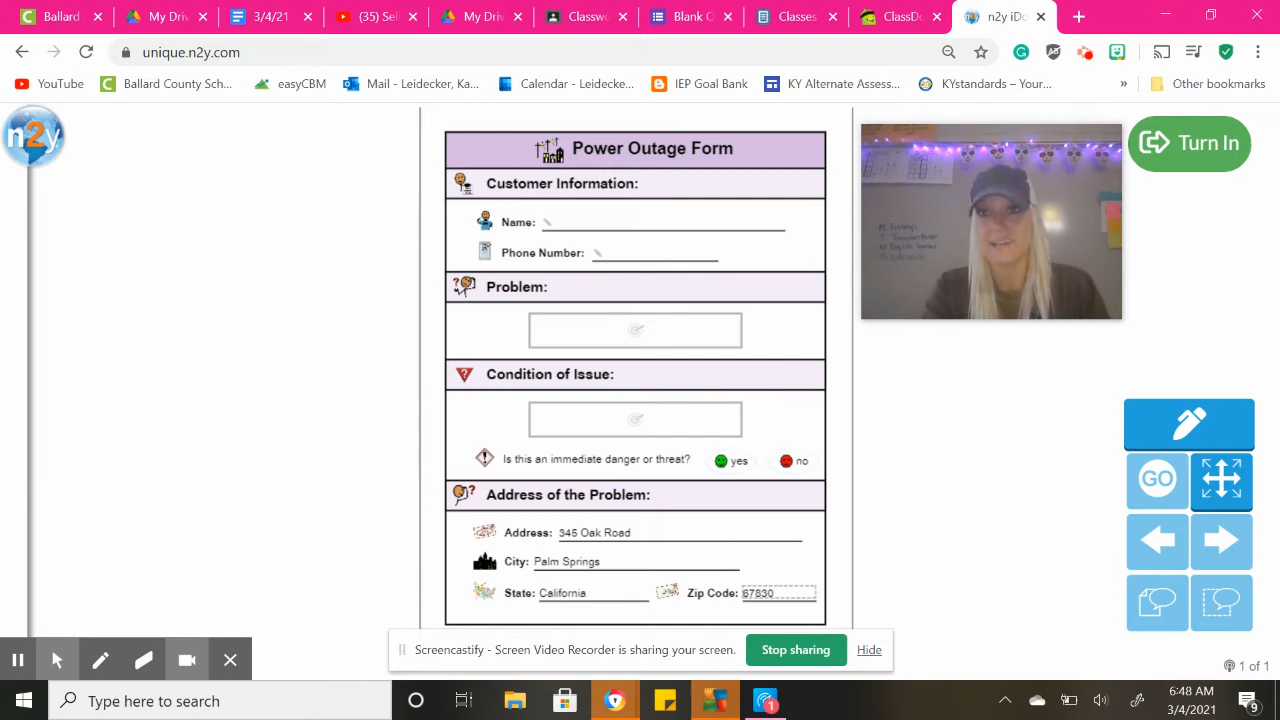 Ballard
My Driv
3/4/21
(35) Sel
My Driv
Classwo
Blank Q
Classes
ClassDo
n2y iDo
unique.n2y.com
YouTube
Ballard County Sch...
easyCBM
Mail - Leidecker, Ka...
Calendar - Leidecke...
IEP Goal Bank
KY Alternate Assess...
KYstandards – Your...
»
Other bookmarks
n2y
Power Outage Form
Customer Information:
Name:
Phone Number:
Problem:
Condition of Issue:
Is this an immediate danger or threat? yes no
Address of the Problem:
Address: 345 Oak Road
City: Palm Springs
State: California Zip Code: 67830
Turn In
GO
1 of 1
Screencastify - Screen Video Recorder is sharing your screen.
Stop sharing
Hide
Type here to search
1
6:48 AM
3/4/2021
9